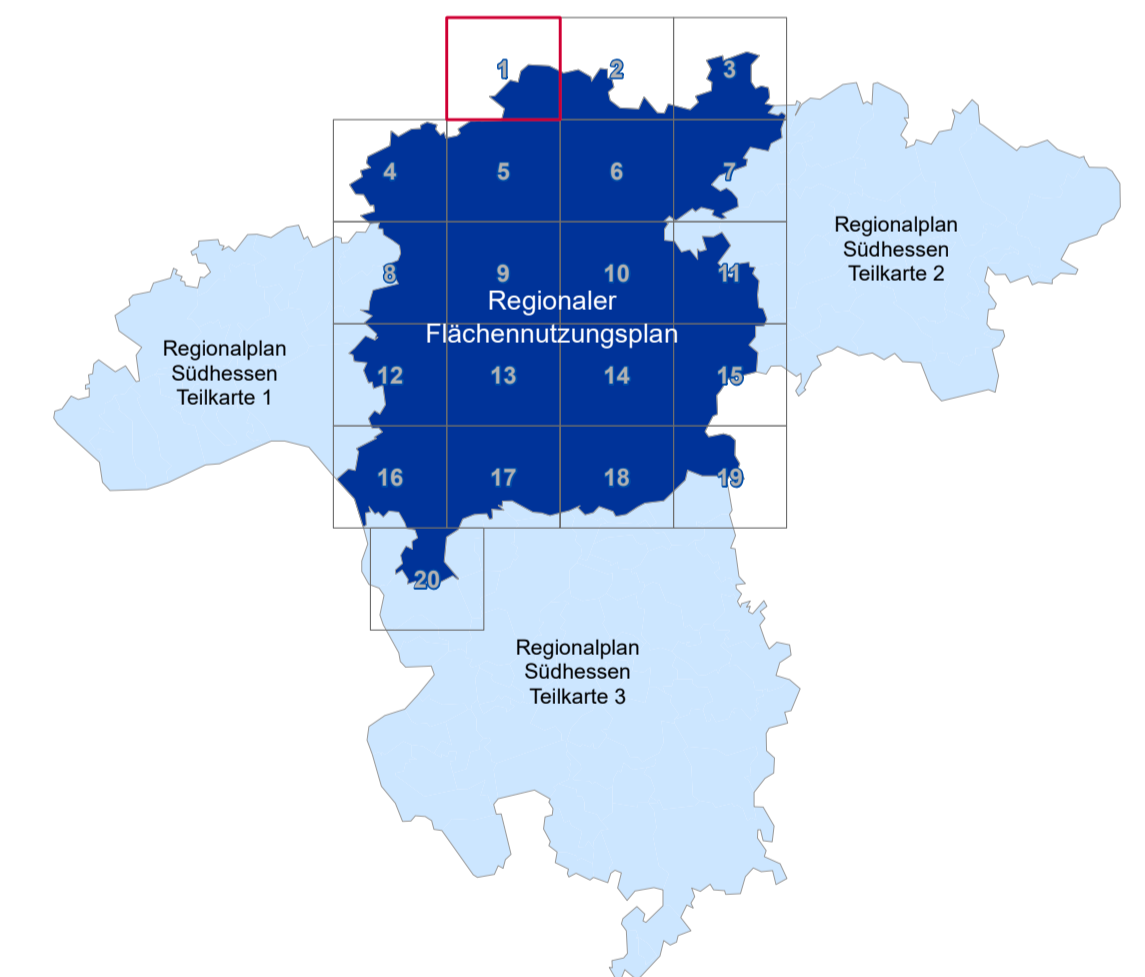 1
2
3
4
5
6
7
Regionalplan
Südhessen
Teilkarte 2
8
9
10
11
Regionaler
Flächennutzungsplan
Regionalplan
Südhessen
Teilkarte 1
12
13
14
15
16
17
18
19
20
Regionalplan
Südhessen
Teilkarte 3